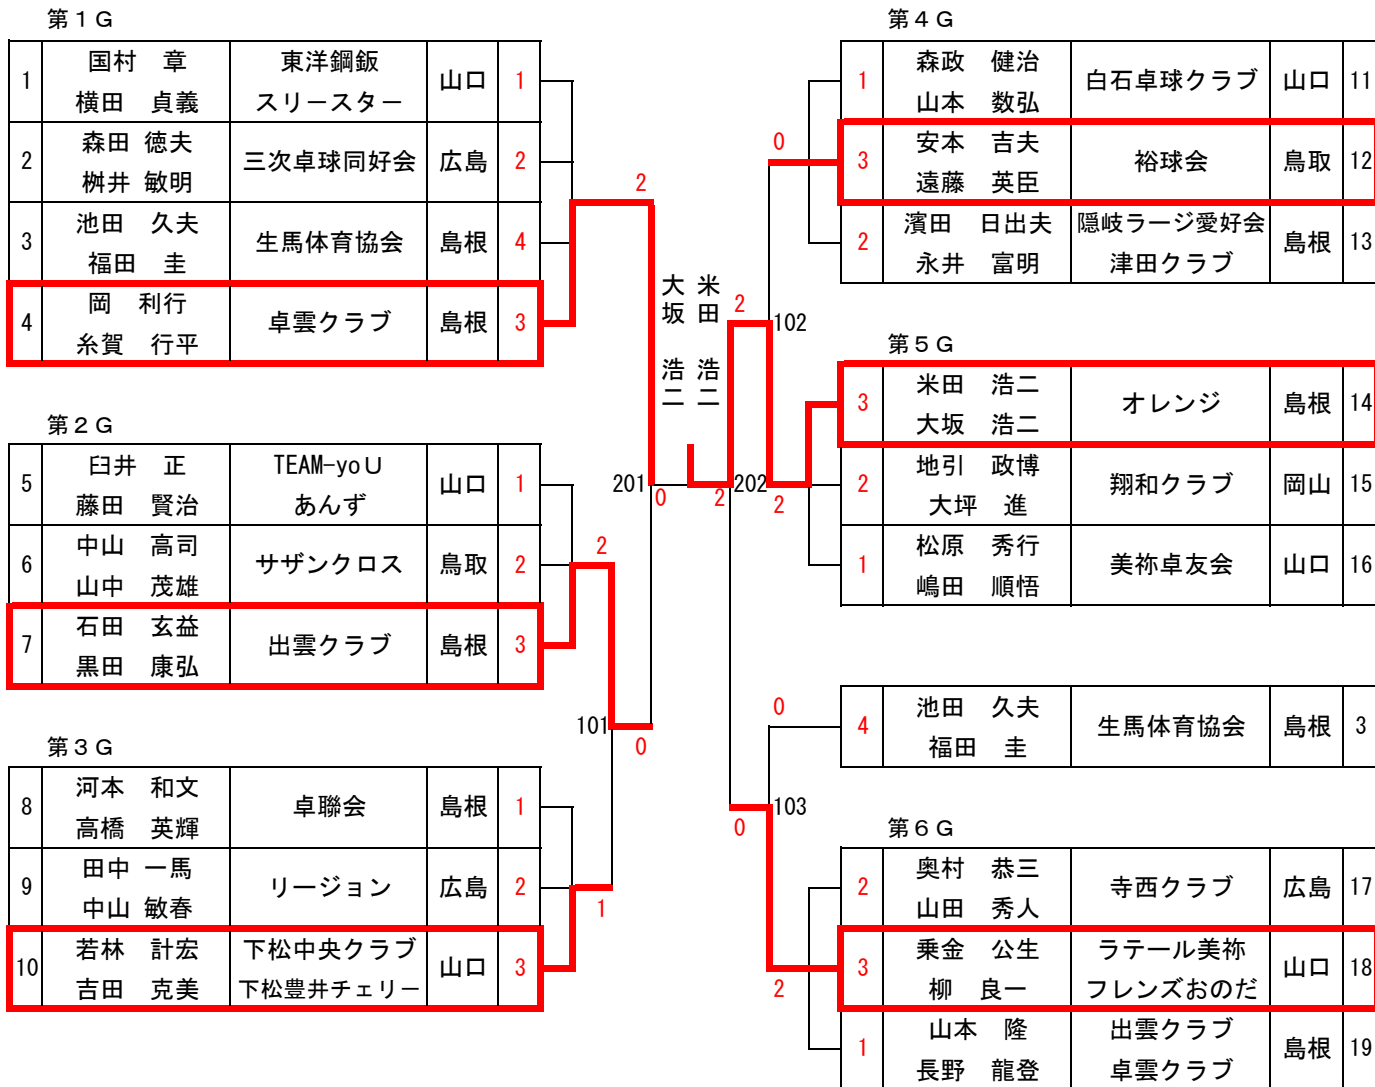 第１Ｇ
1 国村　章 東洋鋼鈑 山口 1
横田　貞義 スリースター
2 森田 徳夫 三次卓球同好会 広島 2
桝井 敏明
3 池田　久夫 生馬体育協会 島根 4
福田　圭
4 岡　利行 卓雲クラブ 島根 3
糸賀　行平
第２Ｇ
5 臼井　正 TEAM-yoＵ 山口 1
藤田　賢治 あんず
6 中山　高司 サザンクロス 鳥取 2
山中　茂雄
7 石田　玄益 出雲クラブ 島根 3
黒田　康弘
第３Ｇ
8 河本　和文 卓聯会 島根 1
高橋　英輝
9 田中 一馬 リージョン 広島 2
中山 敏春
10 若林　計宏 下松中央クラブ 山口 3
吉田　克美 下松豊井チェリー
2
2
101
0
1
201
0
米田　浩二
大坂　浩二
2
202
2
0
102
2
0
103
0
2
第４Ｇ
1 森政　健治 白石卓球クラブ 山口 11
山本　数弘
3 安本　吉夫 裕球会 鳥取 12
遠藤　英臣
2 濱田　日出夫 隠岐ラージ愛好会 島根 13
永井　富明 津田クラブ
第５Ｇ
3 米田　浩二 オレンジ 島根 14
大坂　浩二
2 地引　政博 翔和クラブ 岡山 15
大坪　進
1 松原　秀行 美祢卓友会 山口 16
嶋田　順悟
4 池田　久夫 生馬体育協会 島根 3
福田　圭
第６Ｇ
2 奥村　恭三 寺西クラブ 広島 17
山田　秀人
3 乗金　公生 ラテール美祢 山口 18
柳　良一 フレンズおのだ
1 山本　隆 出雲クラブ 島根 19
長野　龍登 卓雲クラブ